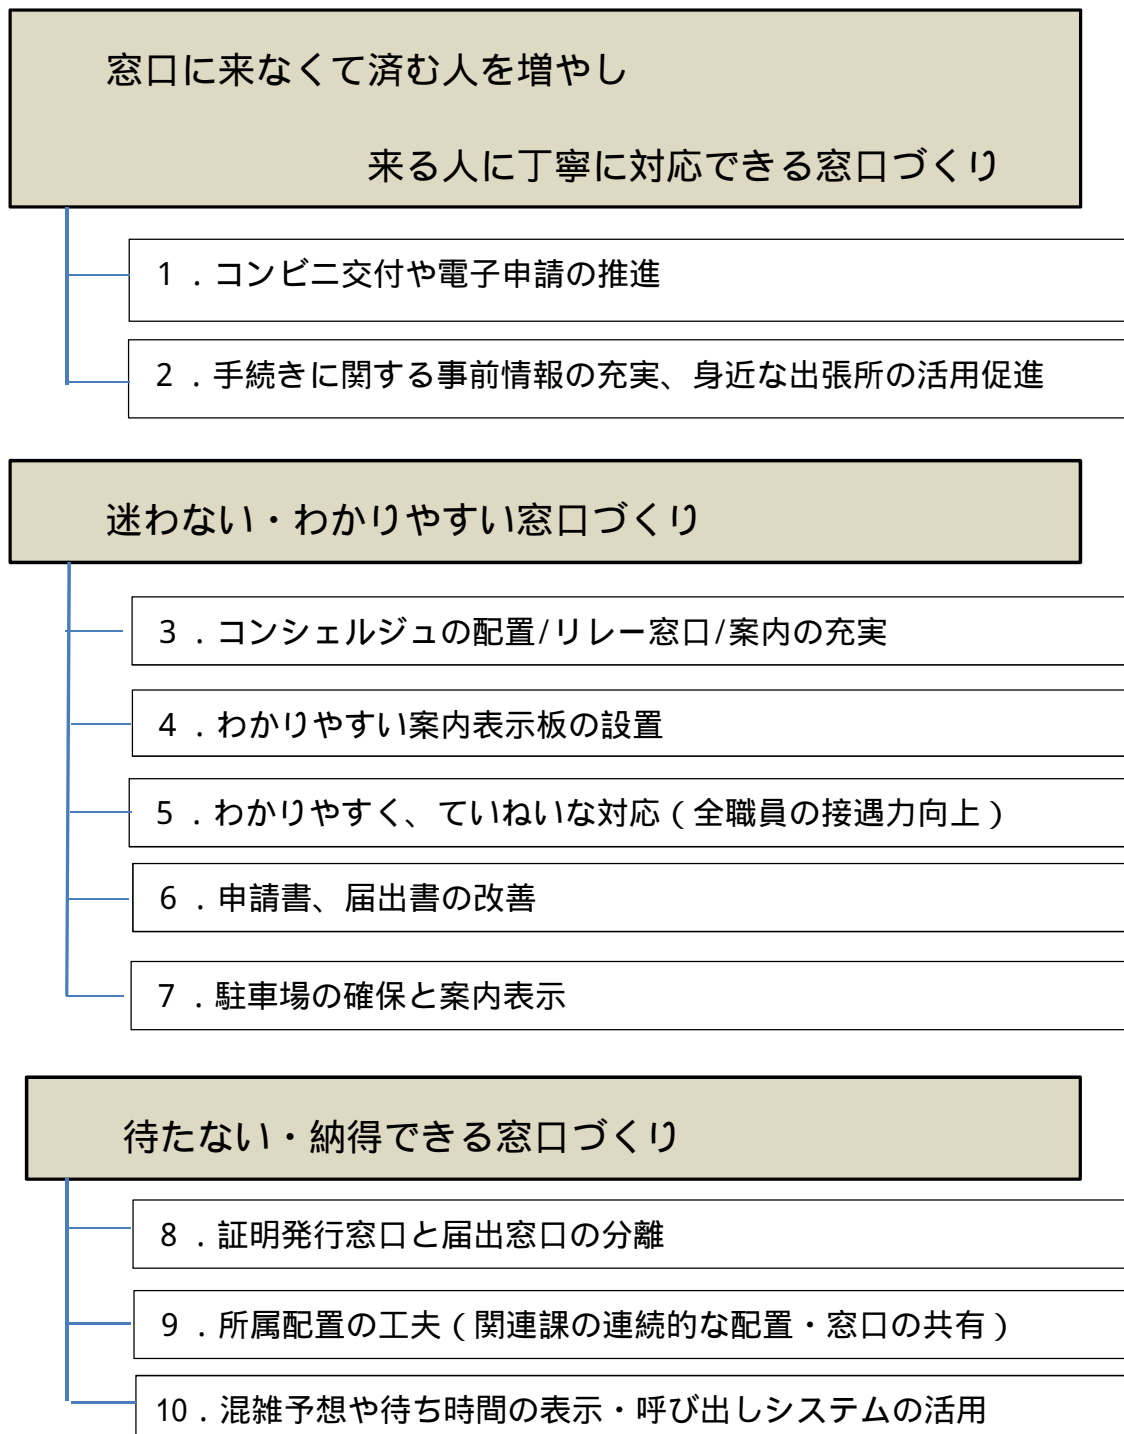 窓口に来なくて済む人を増やし
来る人に丁寧に対応できる窓口づくり
1．コンビニ交付や電子申請の推進
2．手続きに関する事前情報の充実、身近な出張所の活用促進
迷わない・わかりやすい窓口づくり
3．コンシェルジュの配置/リレー窓口/案内の充実
4．わかりやすい案内表示板の設置
5．わかりやすく、ていねいな対応（全職員の接遇力向上）
6．申請書、届出書の改善
7．駐車場の確保と案内表示
待たない・納得できる窓口づくり
8．証明発行窓口と届出窓口の分離
9．所属配置の工夫（関連課の連続的な配置・窓口の共有）
10．混雑予想や待ち時間の表示・呼び出しシステムの活用